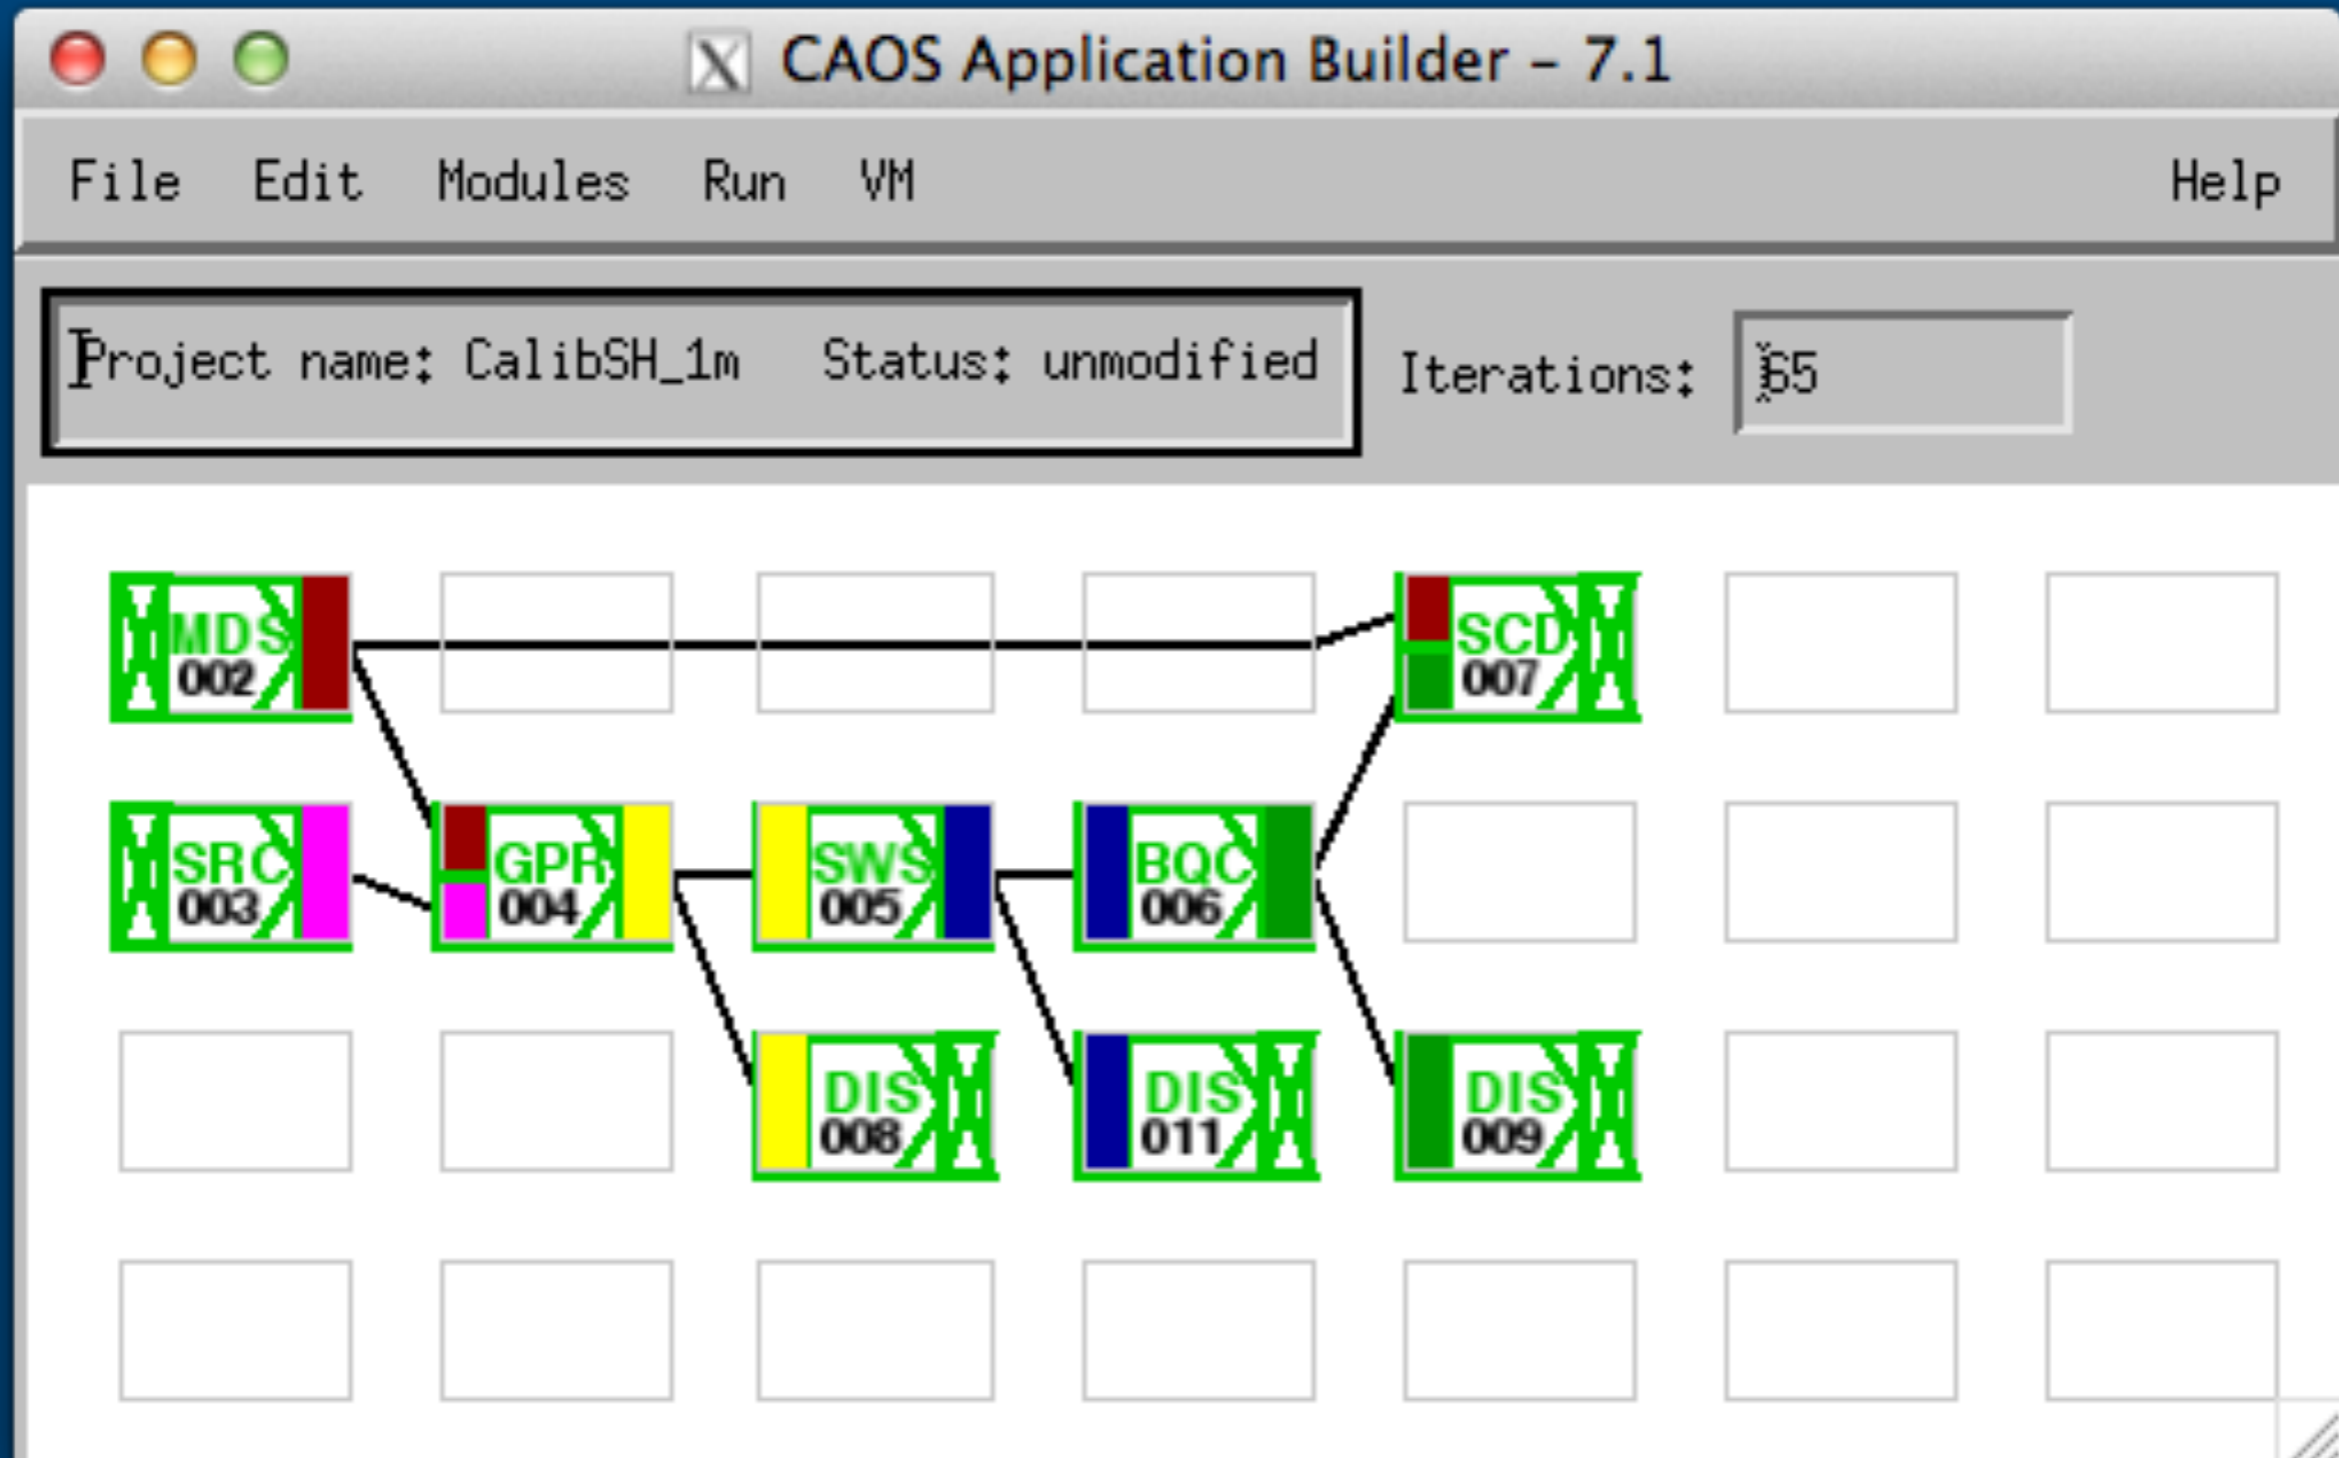 CAOS Application Builder – 7.1
File Edit Modules Run VM Help
Project name: CalibSH_1m Status: unmodified Iterations: 65
MDS SCD
002 007
SRC GPR SWS BQC
003 004 005 006
DIS DIS DIS
008 011 009